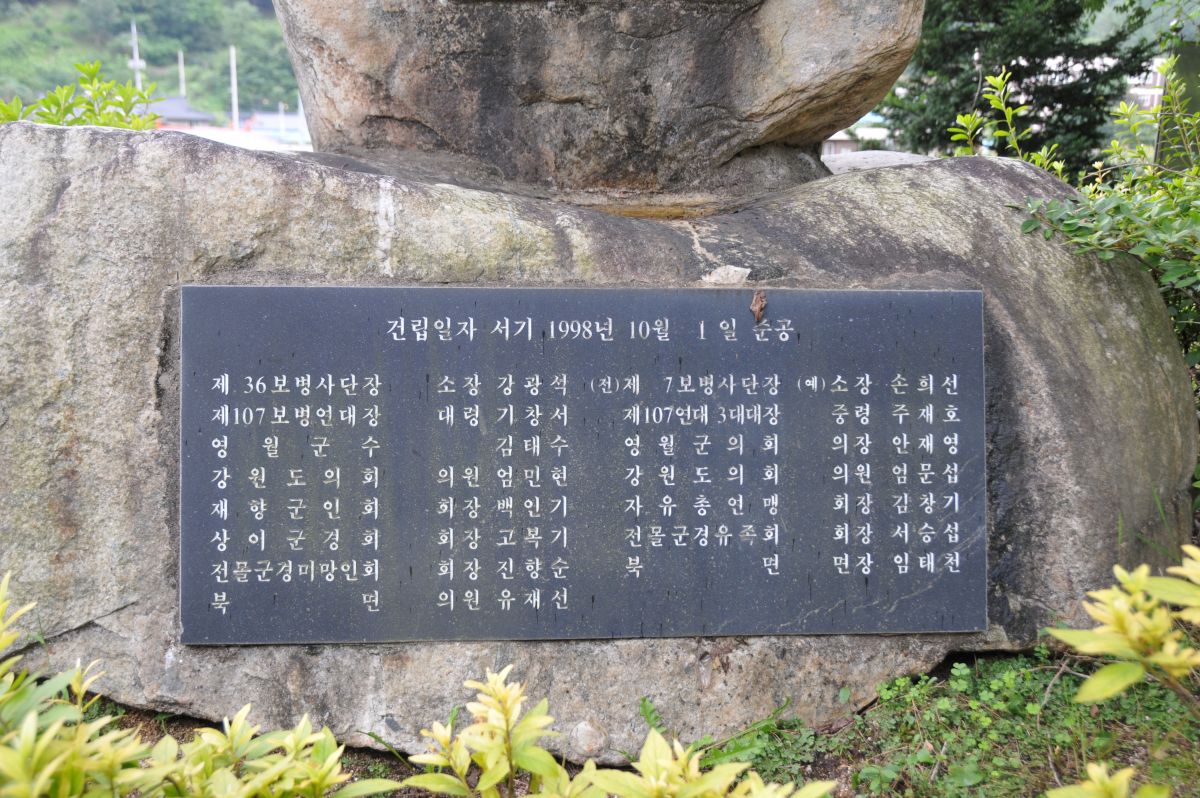 건립일자 서기 1998년 10월 1일 준공
제 36보병사단장 소장 강광석 (전)제 7보병사단장 (예)소장 손희선
제107보병연대장 대령 기창서 제107연대 3대대장 중령 주재호
영월군수 김태수 영월군의회 의장 안재영
강원도의회 의원 엄민현 강원도의회 의원 엄문섭
재향군인회 회장 백인기 자유총연맹 회장 김창기
상이군경회 회장 고복기 전몰군경유족회 회장 서승섭
전몰군경미망인회 회장 진향순 북면 면장 임태천
북면 의원 유재선